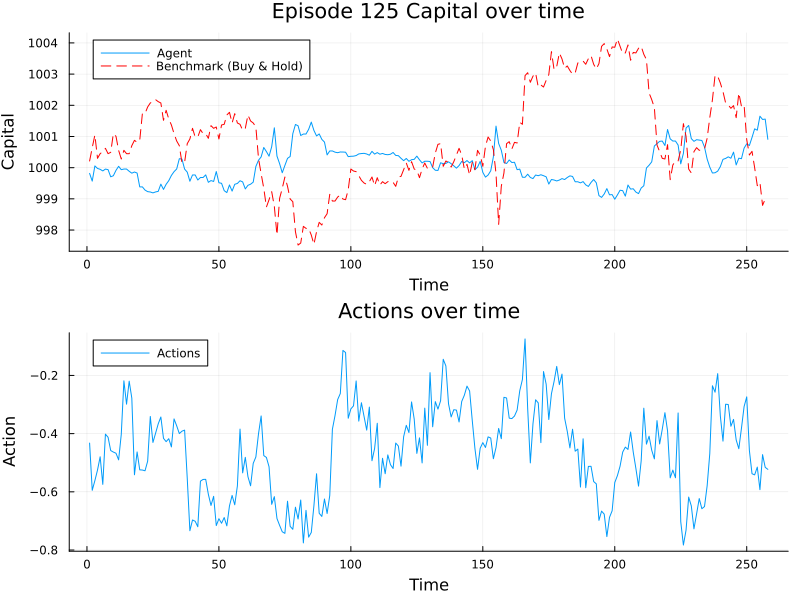 Episode 125 Capital over time
Agent
Benchmark (Buy & Hold)
Capital
1004
1003
1002
1001
1000
999
998
0 50 100 150 200 250
Time
Actions over time
Actions
Action
−0.2
−0.4
−0.6
−0.8
0 50 100 150 200 250
Time